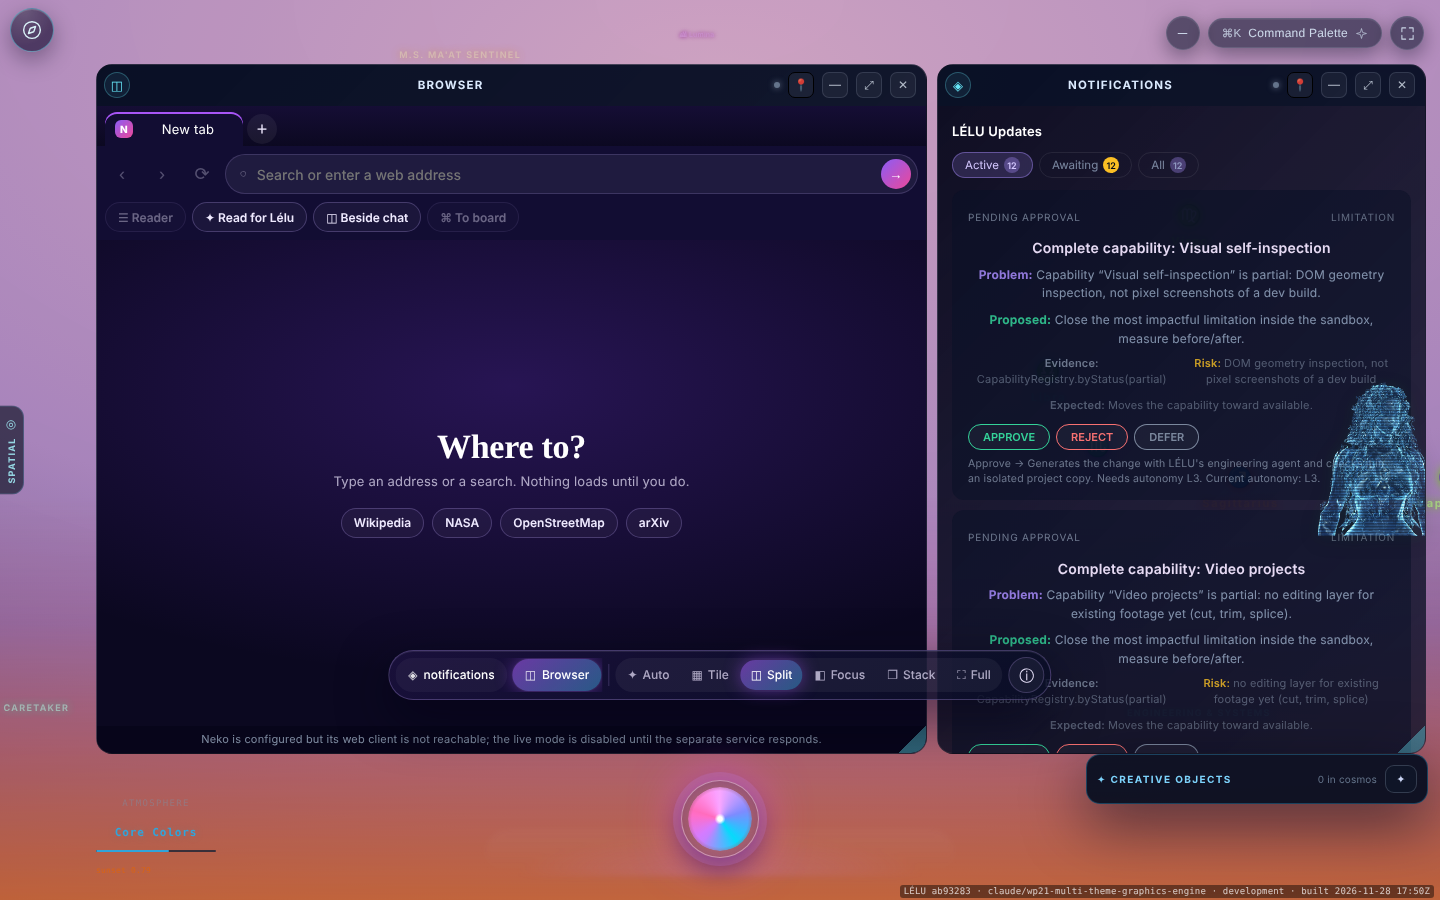 ⌘K Command Palette
M.S. MA'AT SENTINEL
BROWSER
N New tab
+
Search or enter a web address
Reader
Read for Lélu
Beside chat
⌘ To board
Where to?
Type an address or a search. Nothing loads until you do.
Wikipedia
NASA
OpenStreetMap
arXiv
Neko is configured but its web client is not reachable; the live mode is disabled until the separate service responds.
NOTIFICATIONS
LÉLU Updates
Active 12
Awaiting 12
All 12
PENDING APPROVAL
LIMITATION
Complete capability: Visual self-inspection
Problem: Capability “Visual self-inspection” is partial: DOM geometry
inspection, not pixel screenshots of a dev build.
Proposed: Close the most impactful limitation inside the sandbox,
measure before/after.
Evidence:
CapabilityRegistry.byStatus(partial)
Risk: DOM geometry inspection, not
pixel screenshots of a dev build.
Expected: Moves the capability toward available.
APPROVE
REJECT
DEFER
Approve → Generates the change with LÉLU's engineering agent and
an isolated project copy. Needs autonomy L3. Current autonomy: L3.
PENDING APPROVAL
LIMITATION
Complete capability: Video projects
Problem: Capability “Video projects” is partial: no editing layer for
existing footage yet (cut, trim, splice).
Proposed: Close the most impactful limitation inside the sandbox,
measure before/after.
Evidence:
CapabilityRegistry.byStatus(partial)
Risk: no editing layer for existing
footage yet (cut, trim, splice)
Expected: Moves the capability toward available.
notifications
Browser
Auto
Tile
Split
Focus
Stack
Full
SPATIAL
CARETAKER
ATMOSPHERE
Core Colors
CREATIVE OBJECTS
0 in cosmos
LÉLU ab93283 · claude/wp21-multi-theme-graphics-engine · development · built 2026-11-28 17:50Z